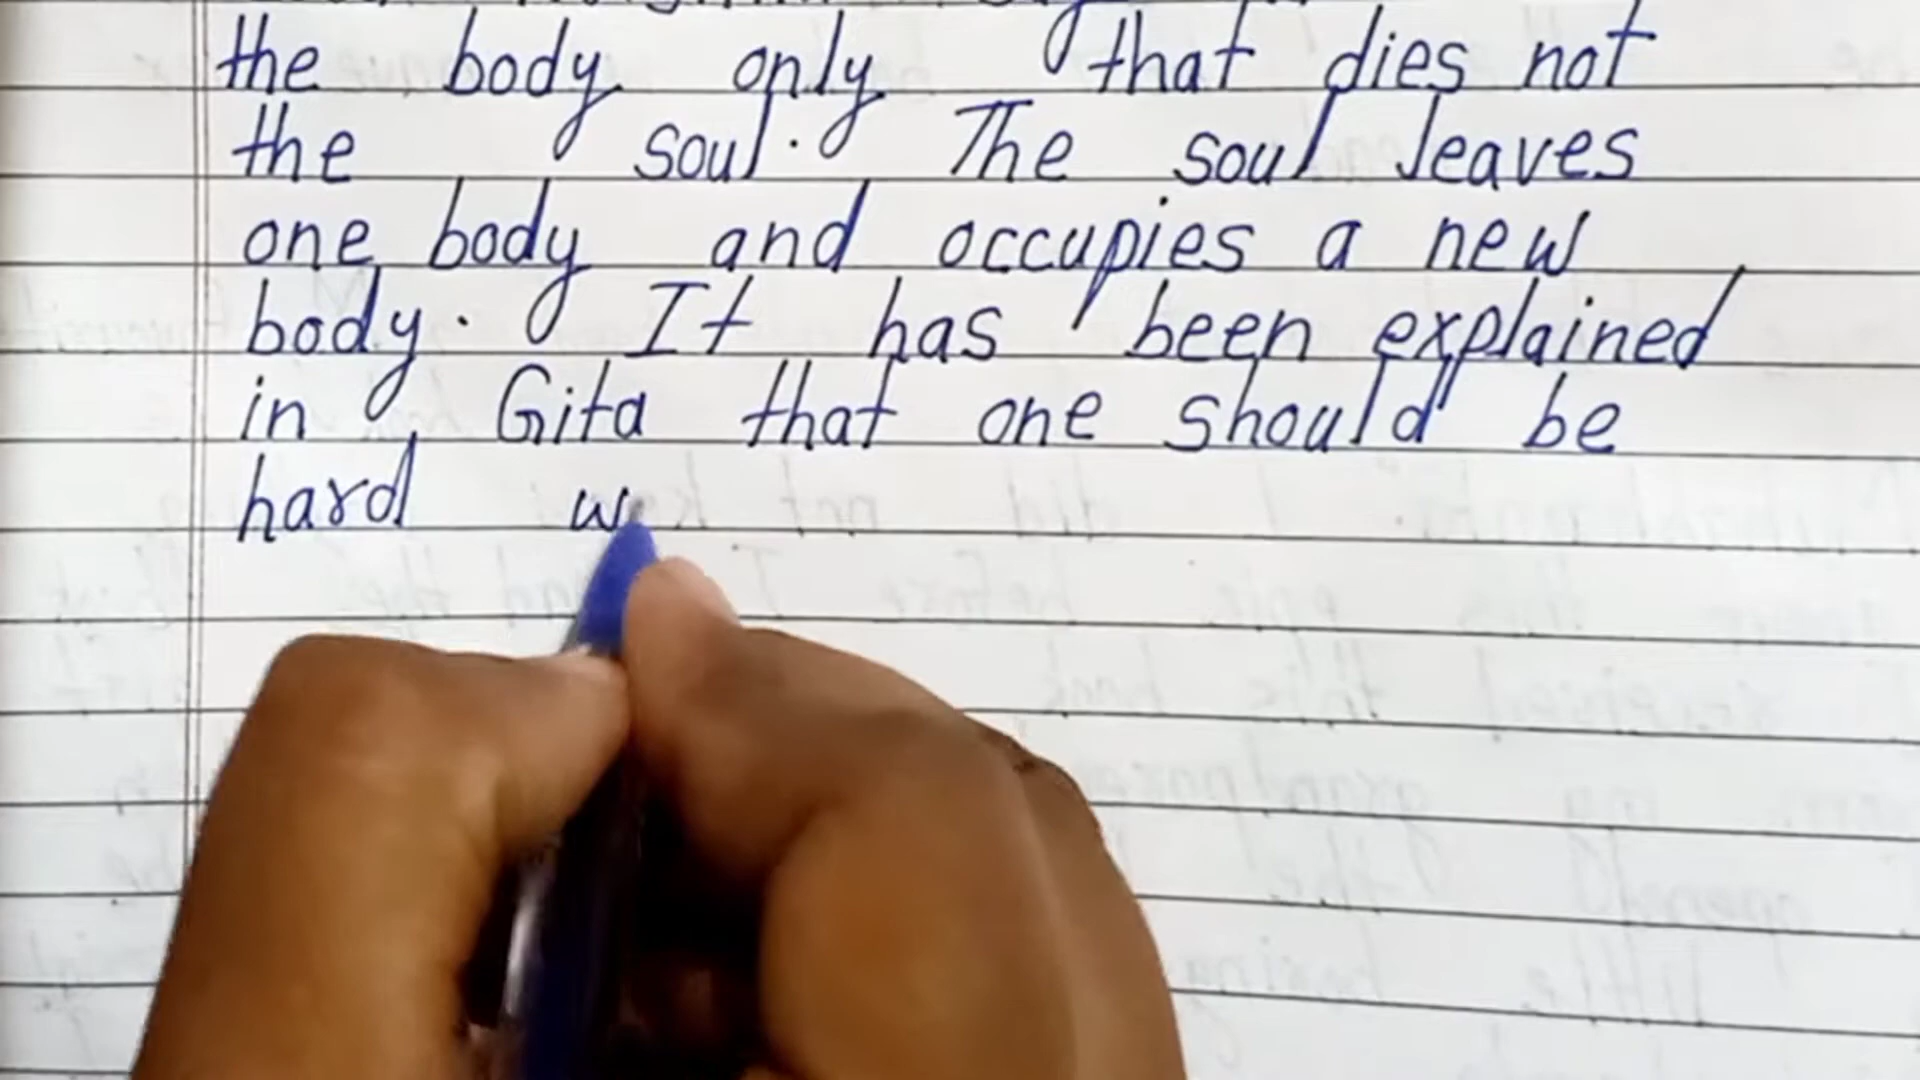 the body only that dies not
the soul. The soul leaves
one body and occupies a new
body. It has been explained
in Gita that one should be
hard w